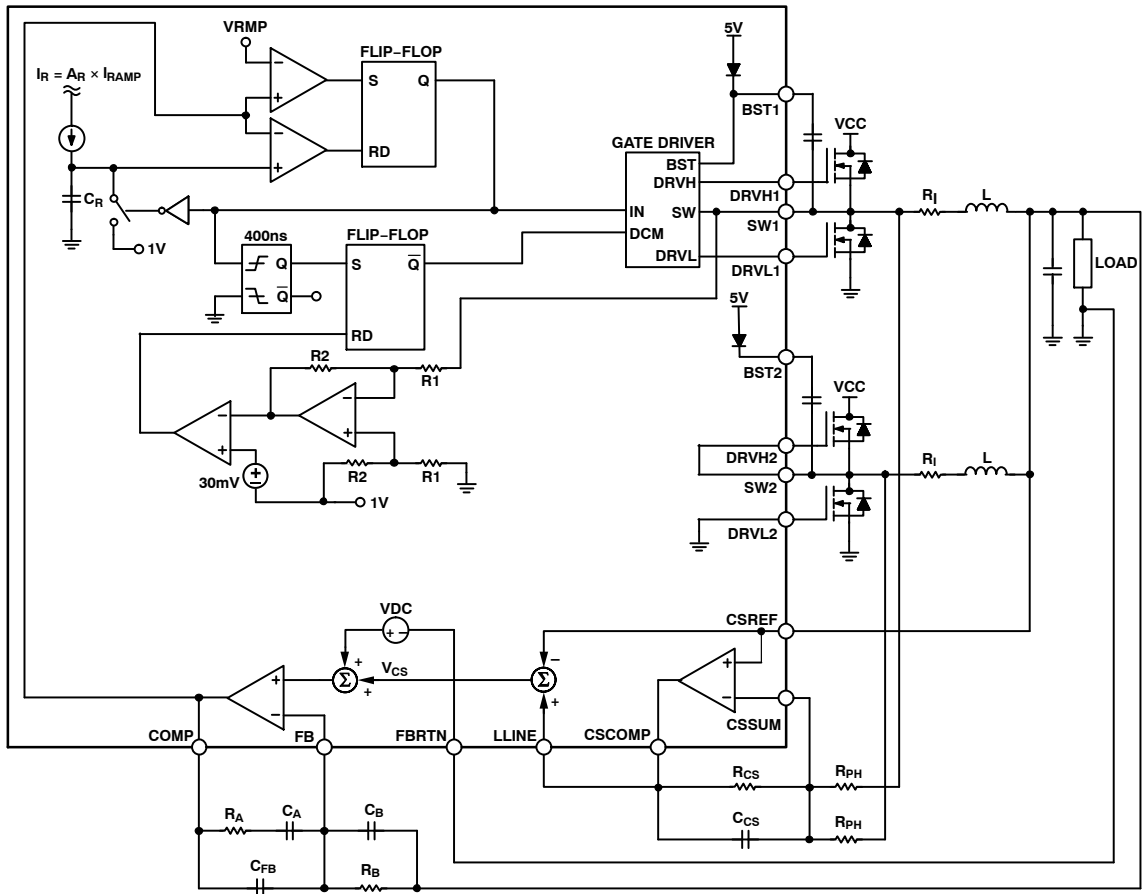 VRMP
FLIP–FLOP
I_R = A_R × I_RAMP
S
Q
RD
−
+
−
+
C_R
1V
400ns
Q
Q̅
FLIP–FLOP
S
Q̅
RD
GATE DRIVER
BST
DRVH
IN
SW
DCM
DRVL
5V
BST1
VCC
DRVH1
SW1
DRVL1
R_I
L
LOAD
5V
BST2
VCC
DRVH2
SW2
DRVL2
R_I
L
R2
R1
−
+
−
+
30mV
R2
R1
1V
VDC
+ −
CSREF
V_CS
+
+
Σ
−
Σ
+
+
−
CSSUM
+
−
COMP
FB
FBRTN
LLINE
CSCOMP
R_CS
R_PH
C_CS
R_PH
R_A
C_A
C_B
C_FB
R_B